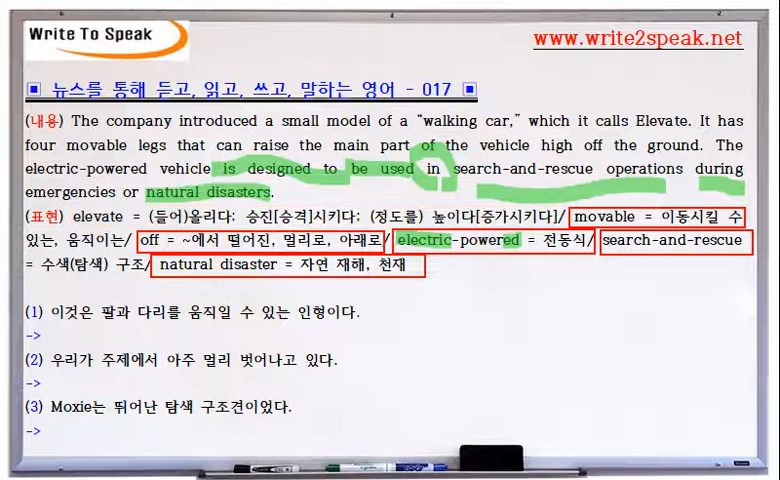 Write To Speak
www.write2speak.net
▣ 뉴스를 통해 듣고, 읽고, 쓰고, 말하는 영어 - 017 ▣
(내용) The company introduced a small model of a “walking car,” which it calls Elevate. It has
four movable legs that can raise the main part of the vehicle high off the ground. The
electric-powered vehicle is designed to be used in search-and-rescue operations during
emergencies or natural disasters.
(표현) elevate = (들어)올리다; 승진[승격]시키다; (정도를) 높이다[증가시키다]/ movable = 이동시킬 수
있는, 움직이는/ off = ~에서 떨어진, 멀리로, 아래로/ electric-powered = 전동식/ search-and-rescue
= 수색(탐색) 구조/ natural disaster = 자연 재해, 천재
(1) 이것은 팔과 다리를 움직일 수 있는 인형이다.
->
(2) 우리가 주제에서 아주 멀리 벗어나고 있다.
->
(3) Moxie는 뛰어난 탐색 구조견이었다.
->